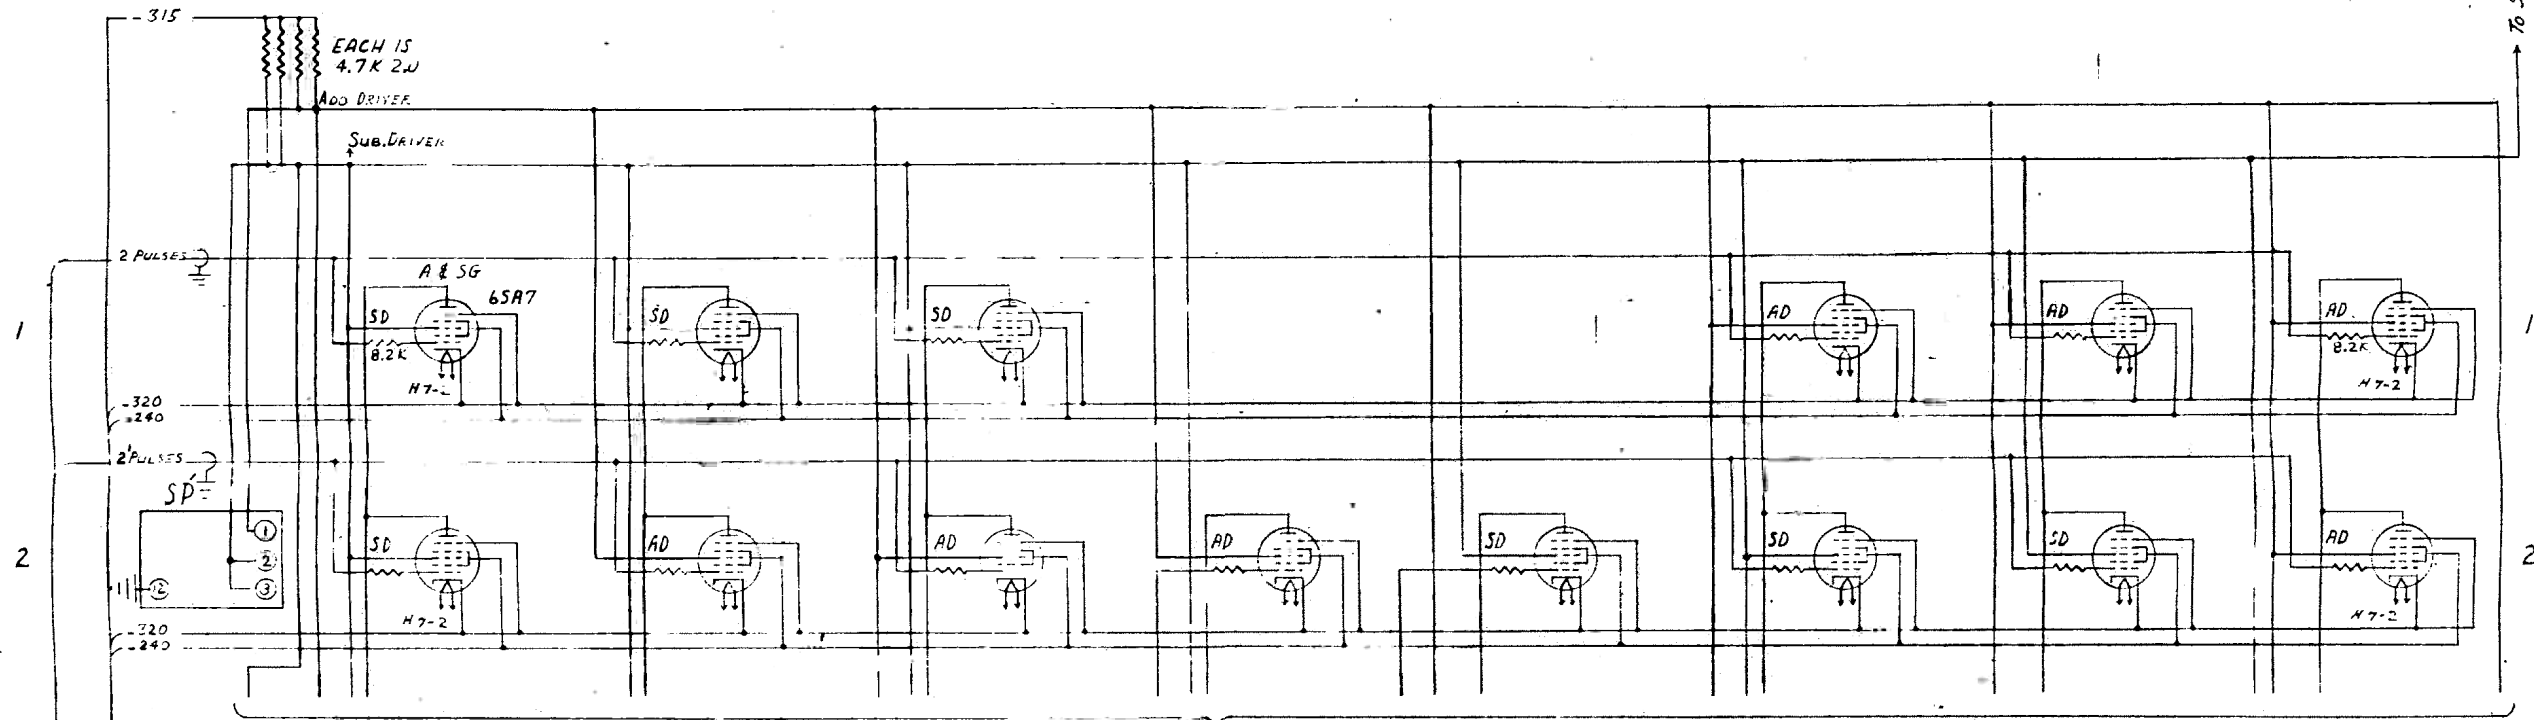 -315
To
EACH IS
4.7K 2W
ADD DRIVER
SUB. DRIVER
2 PULSES
A & SG
6SA7
1
SD
SD
SD
AD
AD
AD
1
8.2K
8.2K
H7-2
H7-2
-320
-240
2' PULSES
SP'
1
2
SD
AD
AD
AD
SD
SD
SD
AD
2
2
12
3
H7-2
H7-2
-320
-240